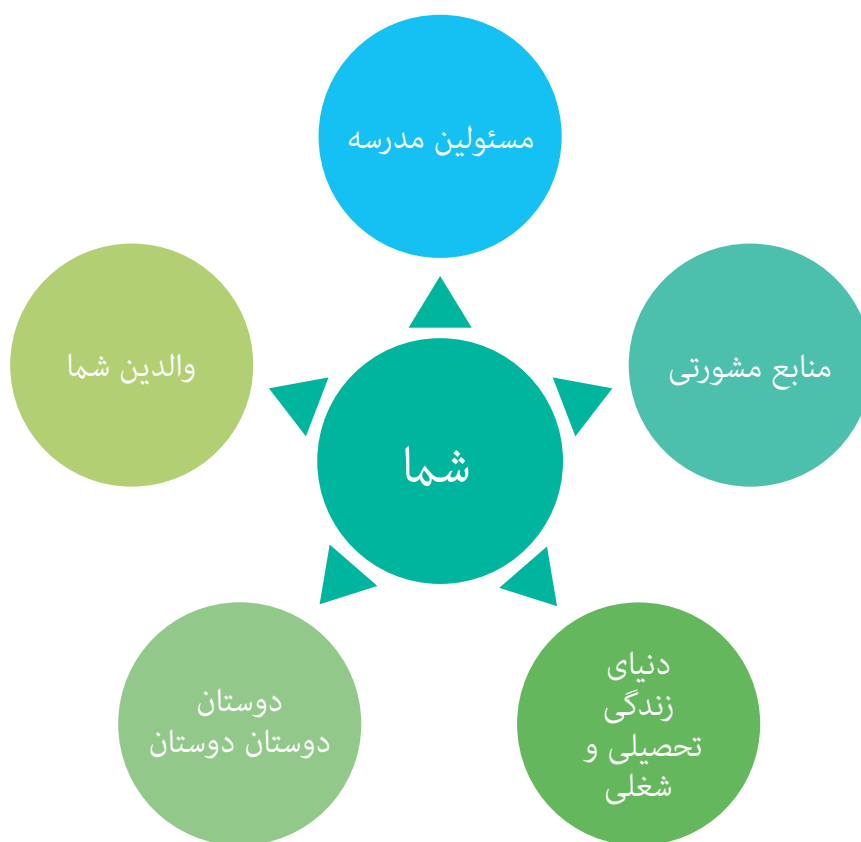 مسئولین مدرسه
منابع مشورتی
والدین شما
شما
دنیای
زندگی
تحصیلی و
شغلی
دوستان
دوستان دوستان